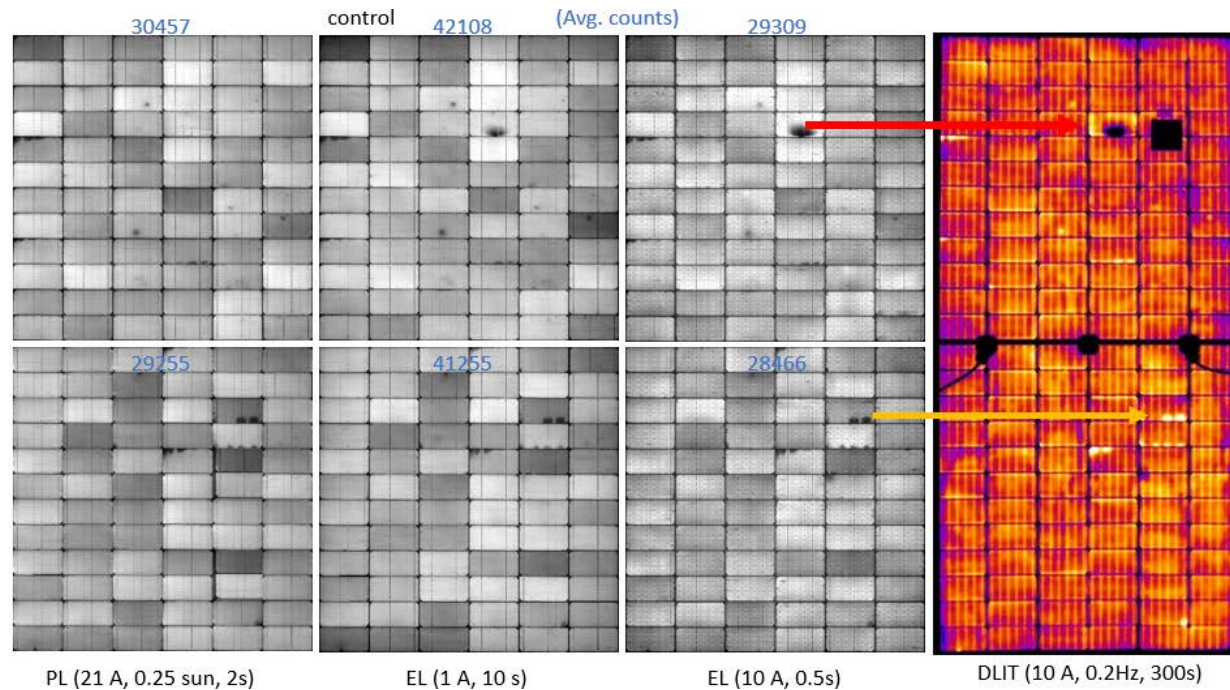 control (Avg. counts)
30457 42108 29309
29255 41255 28466
PL (21 A, 0.25 sun, 2s) EL (1 A, 10 s) EL (10 A, 0.5s) DLIT (10 A, 0.2Hz, 300s)